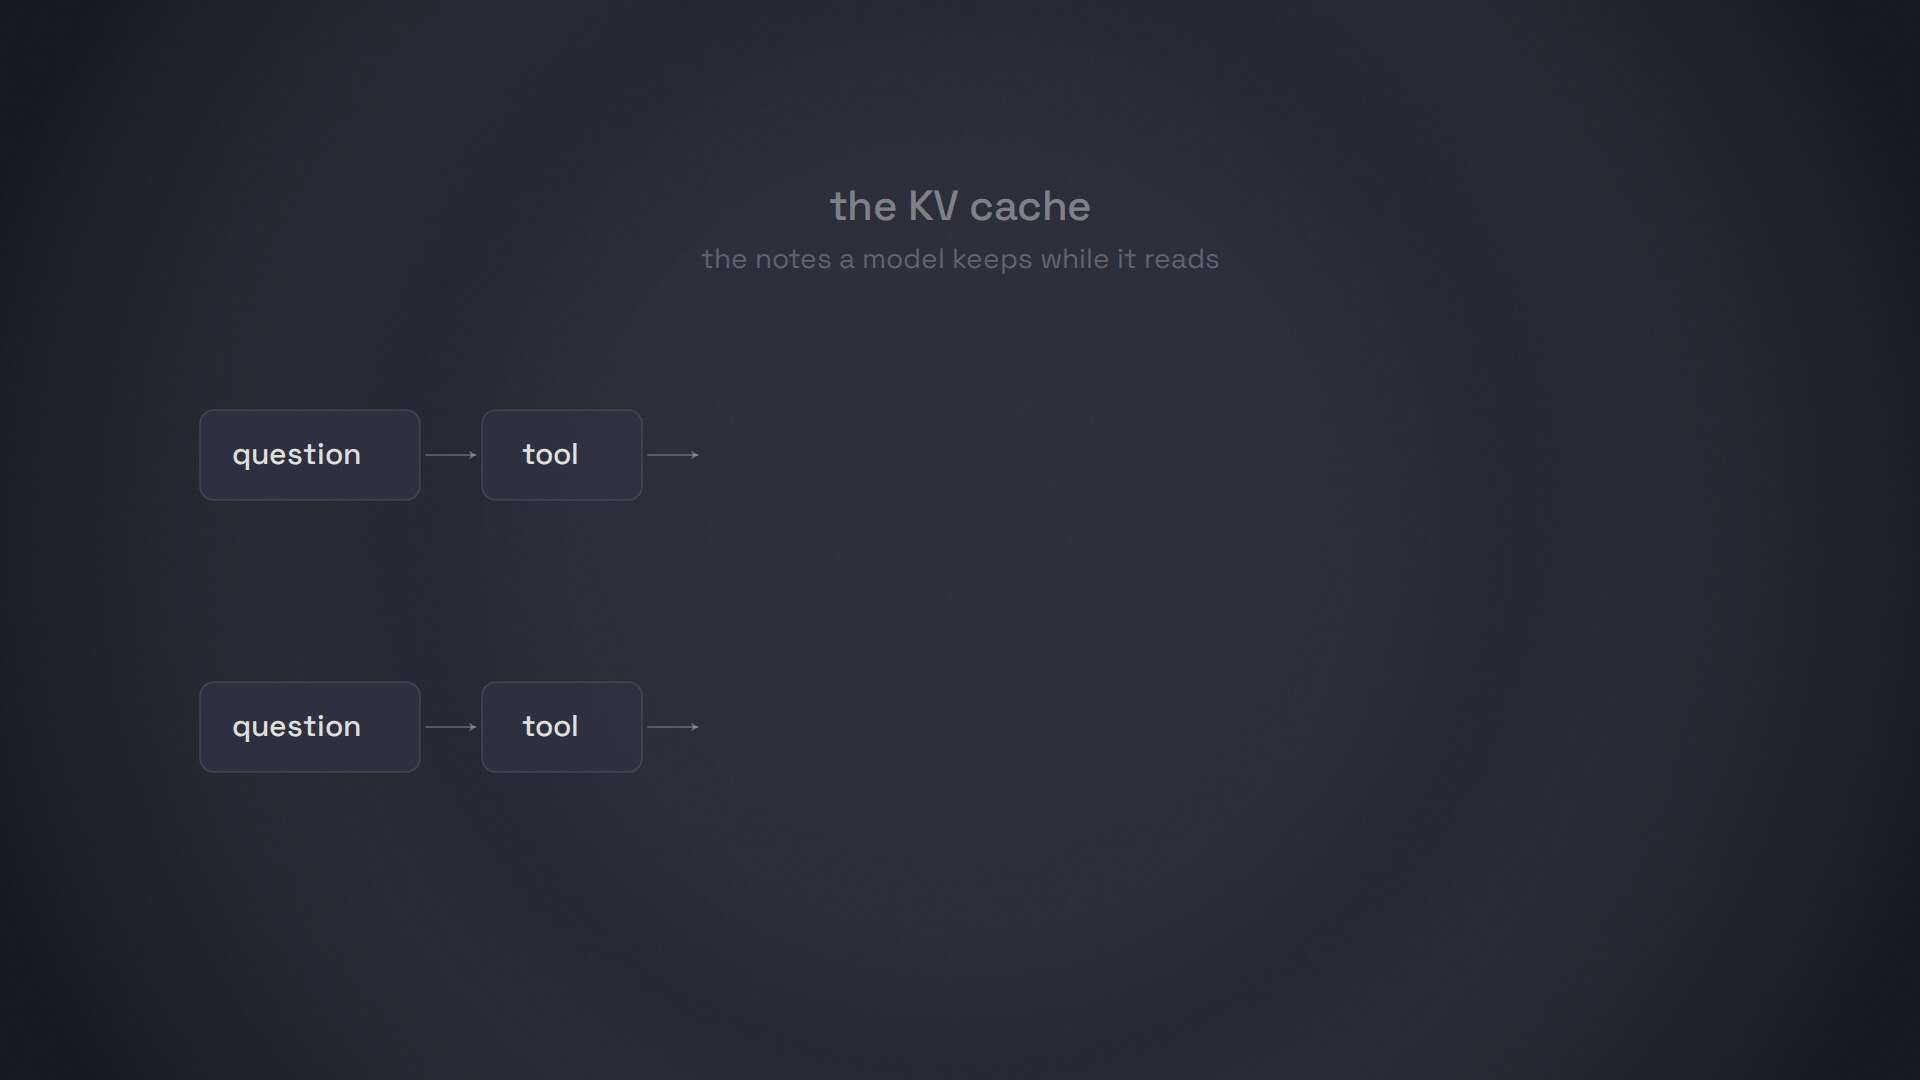 the KV cache
the notes a model keeps while it reads
question
tool
question
tool